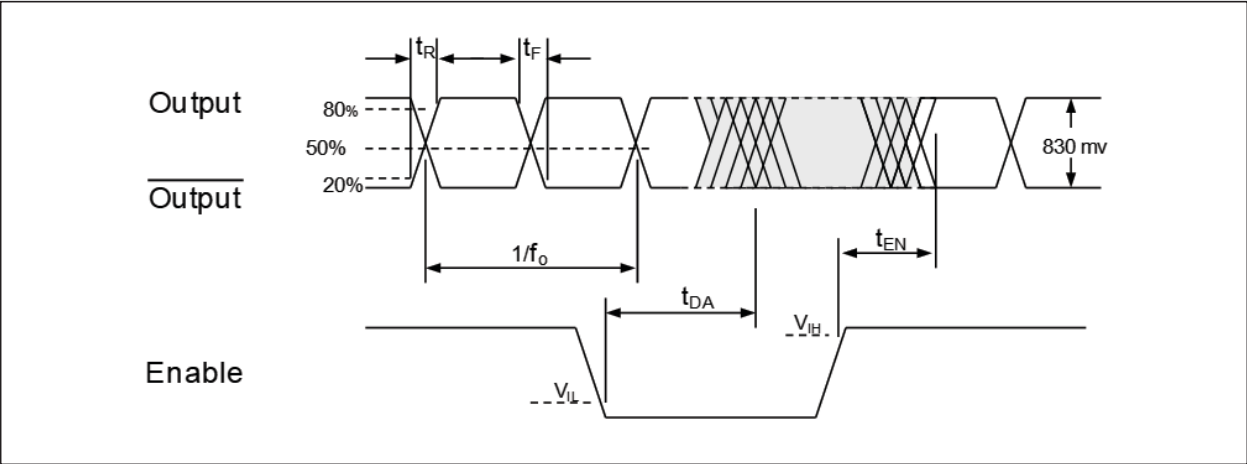 tR
tF
Output
80%
50%
830 mv
20%
Output
1/fo
tEN
tDA
VIH
Enable
VIL